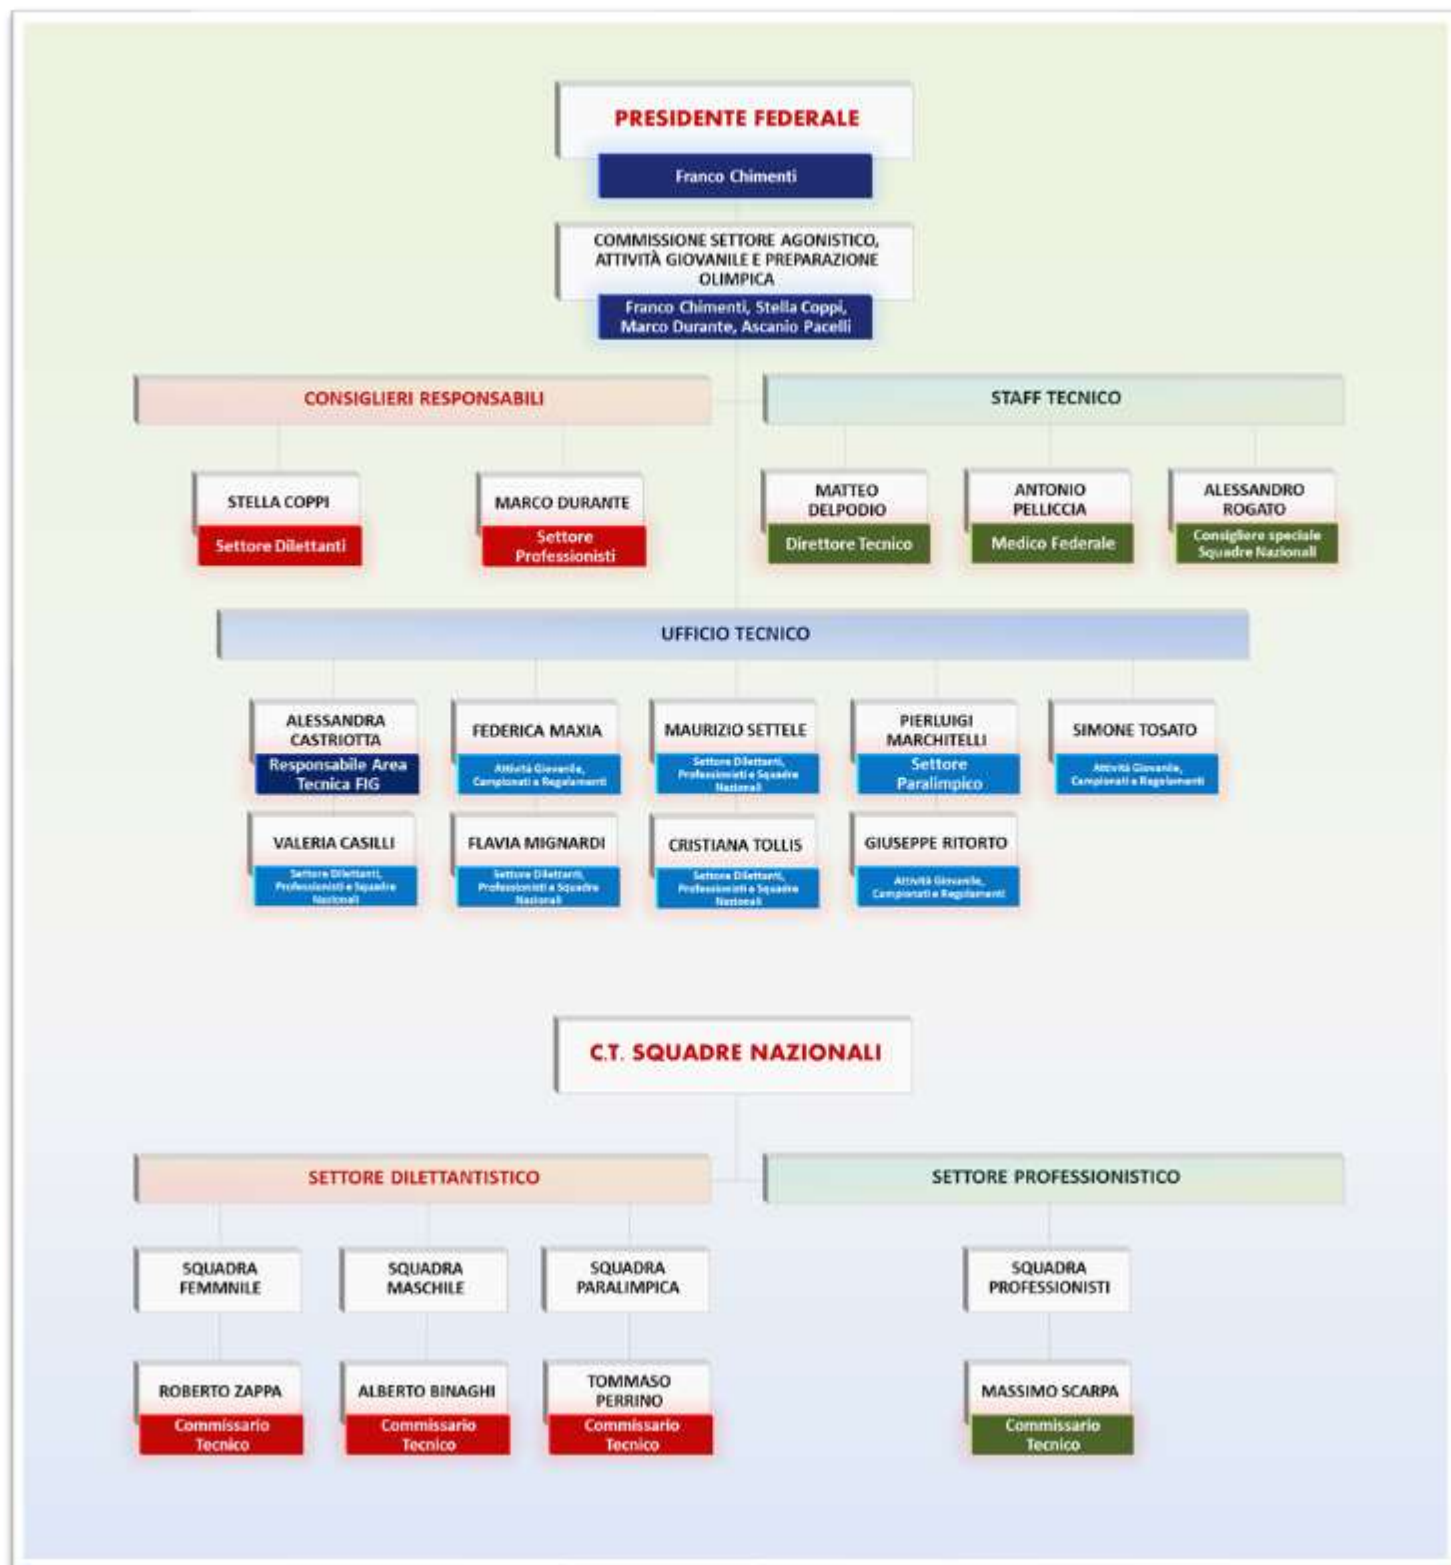 PRESIDENTE FEDERALE
Franco Chimenti
COMMISSIONE SETTORE AGONISTICO,
ATTIVITÀ GIOVANILE E PREPARAZIONE
OLIMPICA
Franco Chimenti, Stella Coppi,
Marco Durante, Ascanio Pacelli
CONSIGLIERI RESPONSABILI
STAFF TECNICO
STELLA COPPI
Settore Dilettanti
MARCO DURANTE
Settore
Professionisti
MATTEO
DELPODIO
Direttore Tecnico
ANTONIO
PELLICCIA
Medico Federale
ALESSANDRO
ROGATO
Consigliere speciale
Squadre Nazionali
UFFICIO TECNICO
ALESSANDRA
CASTRIOTTA
Responsabile Area
Tecnica FIG
FEDERICA MAXIA
Attività Giovanile,
Campionati e Regolamenti
MAURIZIO SETTELE
Settore Dilettanti,
Professionisti e Squadre
Nazionali
PIERLUIGI
MARCHITELLI
Settore
Paralimpico
SIMONE TOSATO
Attività Giovanile,
Campionati e Regolamenti
VALERIA CASILLI
Settore Dilettanti,
Professionisti e Squadre
Nazionali
FLAVIA MIGNARDI
Settore Dilettanti,
Professionisti e Squadre
Nazionali
CRISTIANA TOLLIS
Settore Dilettanti,
Professionisti e Squadre
Nazionali
GIUSEPPE RITORTO
Attività Giovanile,
Campionati e Regolamenti
C.T. SQUADRE NAZIONALI
SETTORE DILETTANTISTICO
SETTORE PROFESSIONISTICO
SQUADRA
FEMMNILE
SQUADRA
MASCHILE
SQUADRA
PARALIMPICA
SQUADRA
PROFESSIONISTI
ROBERTO ZAPPA
Commissario
Tecnico
ALBERTO BINAGHI
Commissario
Tecnico
TOMMASO
PERRINO
Commissario
Tecnico
MASSIMO SCARPA
Commissario
Tecnico